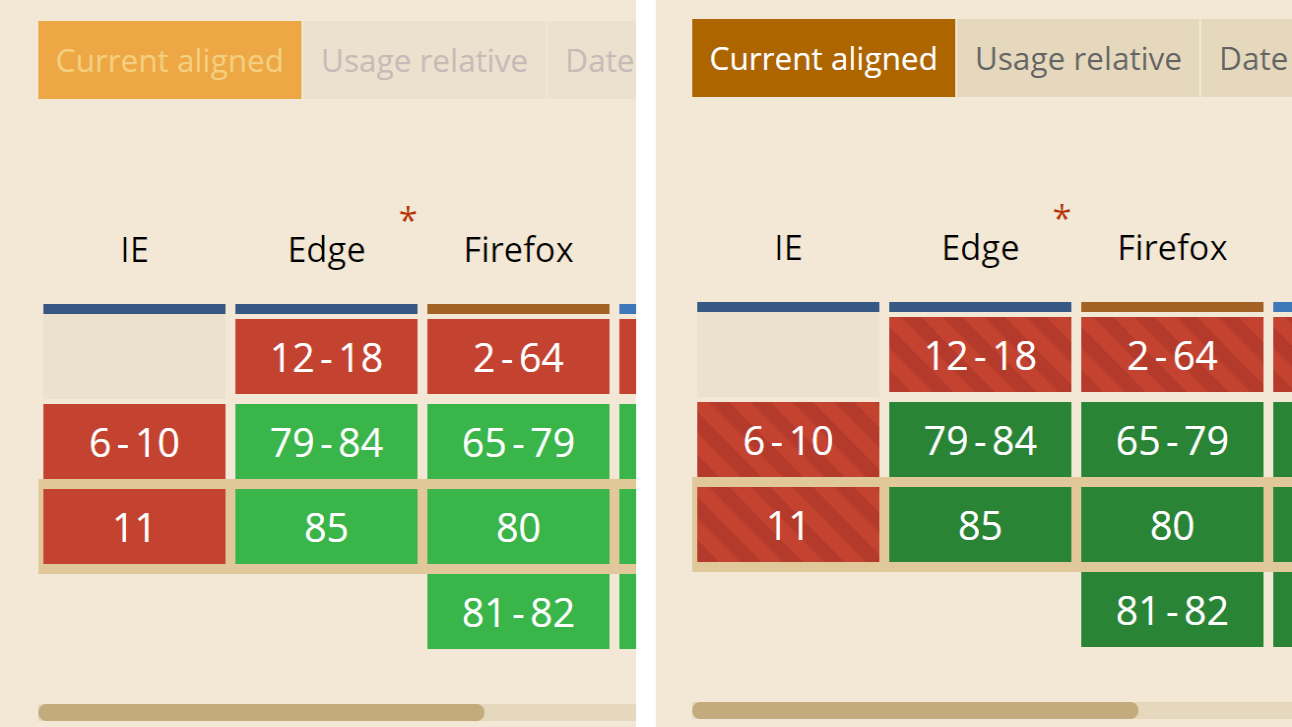 Current aligned Usage relative Date
*
IE Edge Firefox
12-18 2-64
6-10 79-84 65-79
11 85 80
81-82
Current aligned Usage relative Date
*
IE Edge Firefox
12-18 2-64
6-10 79-84 65-79
11 85 80
81-82